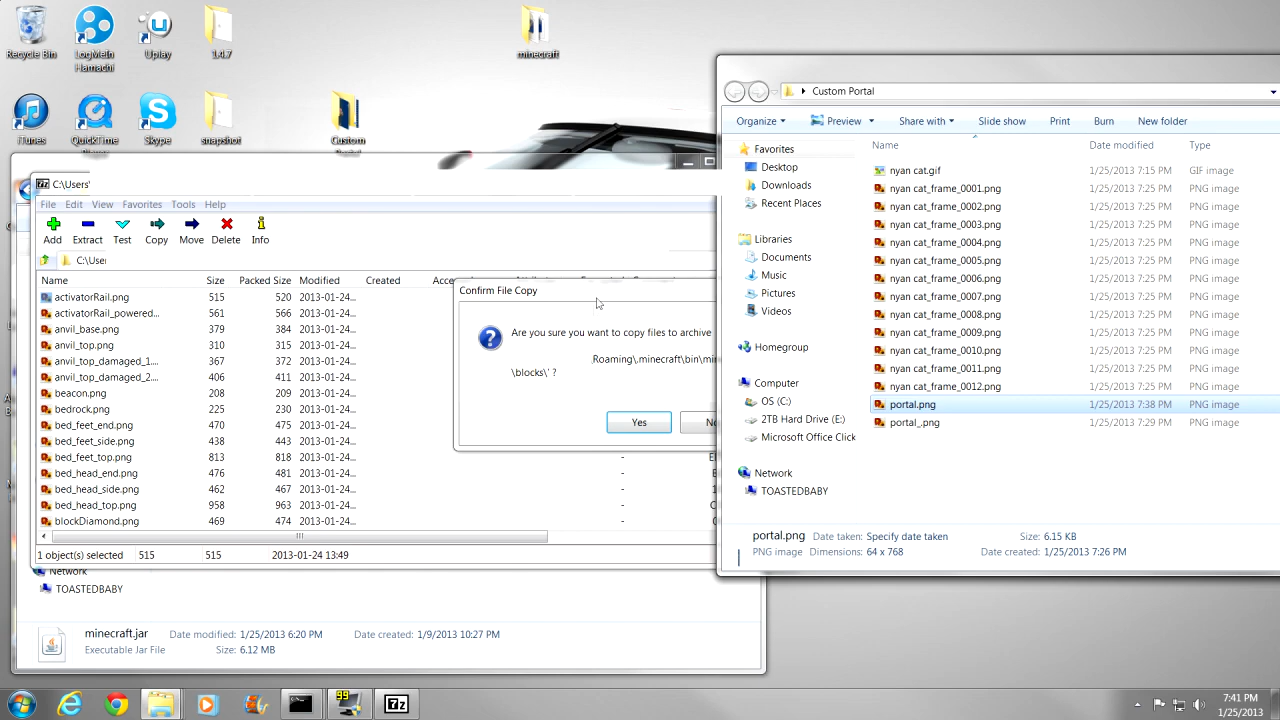 Recycle Bin
LogMeIn
Hamachi
Uplay
1.4.7
minecraft
iTunes
QuickTime
Skype
snapshot
Custom
C:\Users'
File Edit View Favorites Tools Help
Add Extract Test Copy Move Delete Info
C:\User
Name Size Packed Size Modified Created
activatorRail.png 515 520 2013-01-24...
activatorRail_powered... 561 566 2013-01-24...
anvil_base.png 379 384 2013-01-24...
anvil_top.png 310 315 2013-01-24...
anvil_top_damaged_1.... 367 372 2013-01-24...
anvil_top_damaged_2.... 406 411 2013-01-24...
beacon.png 208 209 2013-01-24...
bedrock.png 225 230 2013-01-24...
bed_feet_end.png 470 475 2013-01-24...
bed_feet_side.png 438 443 2013-01-24...
bed_feet_top.png 813 818 2013-01-24... -
bed_head_end.png 476 481 2013-01-24... -
bed_head_side.png 462 467 2013-01-24... -
bed_head_top.png 958 963 2013-01-24... -
blockDiamond.png 469 474 2013-01-24... -
1 object(s) selected 515 515 2013-01-24 13:49
Confirm File Copy
Are you sure you want to copy files to archive
Roaming\.minecraft\bin\min
\blocks\' ?
Yes
Network
TOASTEDBABY
minecraft.jar Date modified: 1/25/2013 6:20 PM Date created: 1/9/2013 10:27 PM
Executable Jar File Size: 6.12 MB
Custom Portal
Organize Preview Share with Slide show Print Burn New folder
Favorites
Desktop
Downloads
Recent Places
Libraries
Documents
Music
Pictures
Videos
Homegroup
Computer
OS (C:)
2TB Hard Drive (E:)
Microsoft Office Click
Network
TOASTEDBABY
Name Date modified Type
nyan cat.gif 1/25/2013 7:15 PM GIF image
nyan cat_frame_0001.png 1/25/2013 7:25 PM PNG image
nyan cat_frame_0002.png 1/25/2013 7:25 PM PNG image
nyan cat_frame_0003.png 1/25/2013 7:25 PM PNG image
nyan cat_frame_0004.png 1/25/2013 7:25 PM PNG image
nyan cat_frame_0005.png 1/25/2013 7:25 PM PNG image
nyan cat_frame_0006.png 1/25/2013 7:25 PM PNG image
nyan cat_frame_0007.png 1/25/2013 7:25 PM PNG image
nyan cat_frame_0008.png 1/25/2013 7:25 PM PNG image
nyan cat_frame_0009.png 1/25/2013 7:25 PM PNG image
nyan cat_frame_0010.png 1/25/2013 7:25 PM PNG image
nyan cat_frame_0011.png 1/25/2013 7:25 PM PNG image
nyan cat_frame_0012.png 1/25/2013 7:25 PM PNG image
portal.png 1/25/2013 7:38 PM PNG image
portal_.png 1/25/2013 7:29 PM PNG image
portal.png Date taken: Specify date taken Size: 6.15 KB
PNG image Dimensions: 64 x 768 Date created: 1/25/2013 7:26 PM
99
7z
7:41 PM
1/25/2013